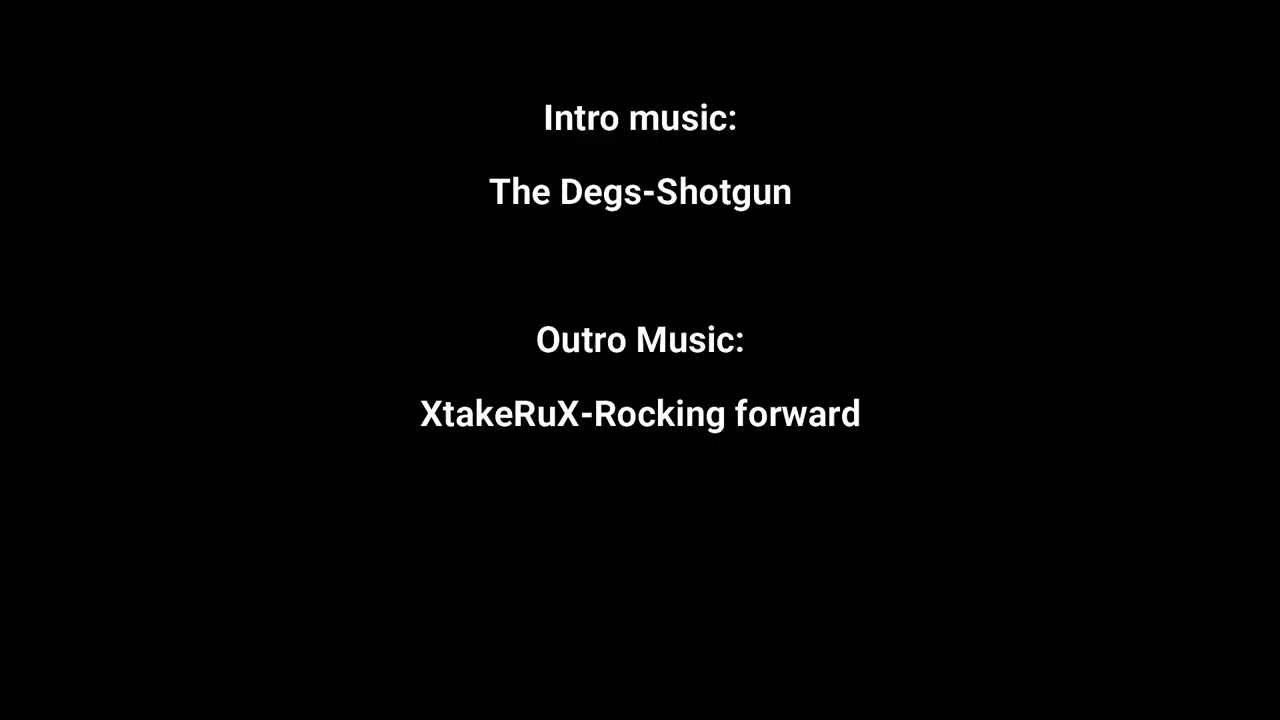 Intro music:
The Degs-Shotgun
Outro Music:
XtakeRuX-Rocking forward